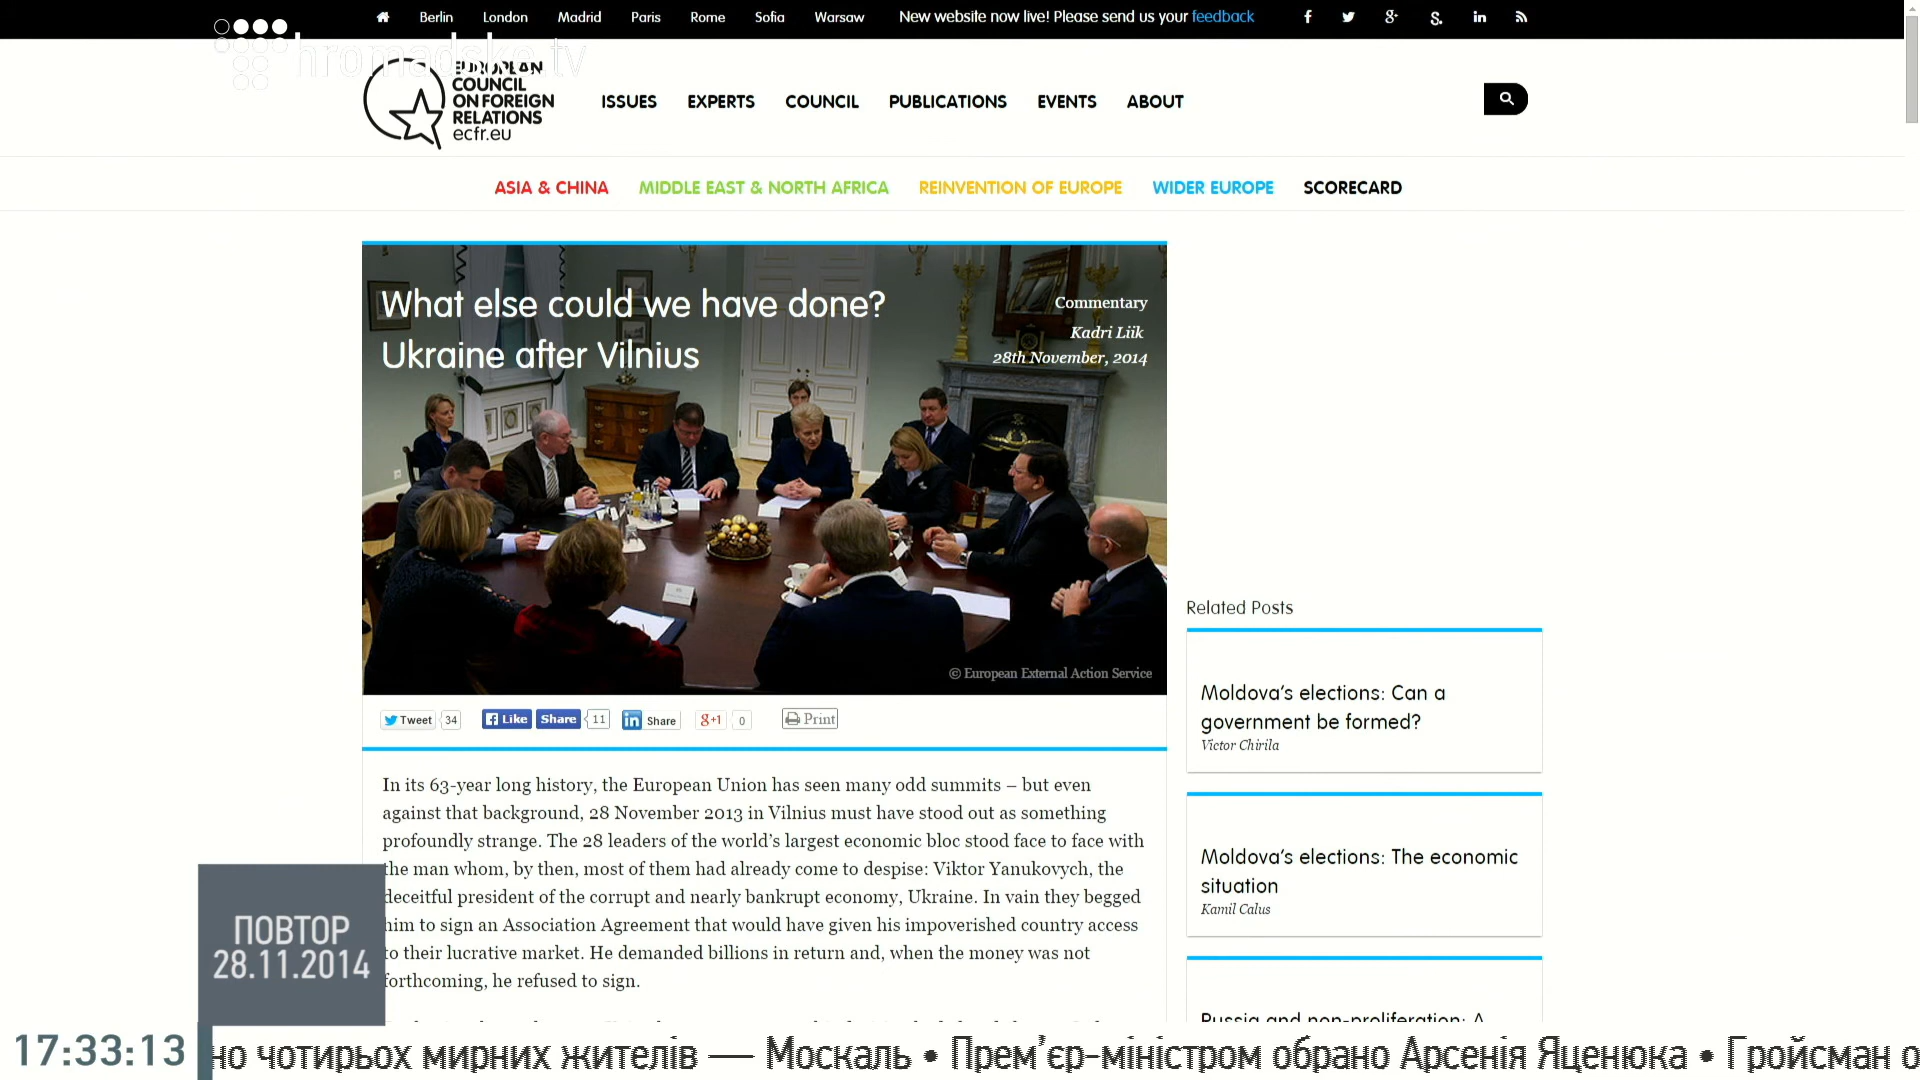 Berlin London Madrid Paris Rome Sofia Warsaw New website now live! Please send us your feedback
hromadske.tv
EUROPEAN
COUNCIL
ON FOREIGN
RELATIONS
ecfr.eu
ISSUES EXPERTS COUNCIL PUBLICATIONS EVENTS ABOUT
ASIA & CHINA MIDDLE EAST & NORTH AFRICA REINVENTION OF EUROPE WIDER EUROPE SCORECARD
What else could we have done?
Ukraine after Vilnius
Commentary
Kadri Liik
28th November, 2014
© European External Action Service
Tweet 34 Like Share 11 Share +1 0 Print
In its 63-year long history, the European Union has seen many odd summits – but even
against that background, 28 November 2013 in Vilnius must have stood out as something
profoundly strange. The 28 leaders of the world's largest economic bloc stood face to face with
the man whom, by then, most of them had already come to despise: Viktor Yanukovych, the
deceitful president of the corrupt and nearly bankrupt economy, Ukraine. In vain they begged
him to sign an Association Agreement that would have given his impoverished country access
to their lucrative market. He demanded billions in return and, when the money was not
forthcoming, he refused to sign.
Related Posts
Moldova's elections: Can a
government be formed?
Victor Chirila
Moldova's elections: The economic
situation
Kamil Calus
Russia and non-proliferation: A
ПОВТОР
28.11.2014
17:33:13
но чотирьох мирних жителів — Москаль • Прем'єр-міністром обрано Арсенія Яценюка • Гройсман о